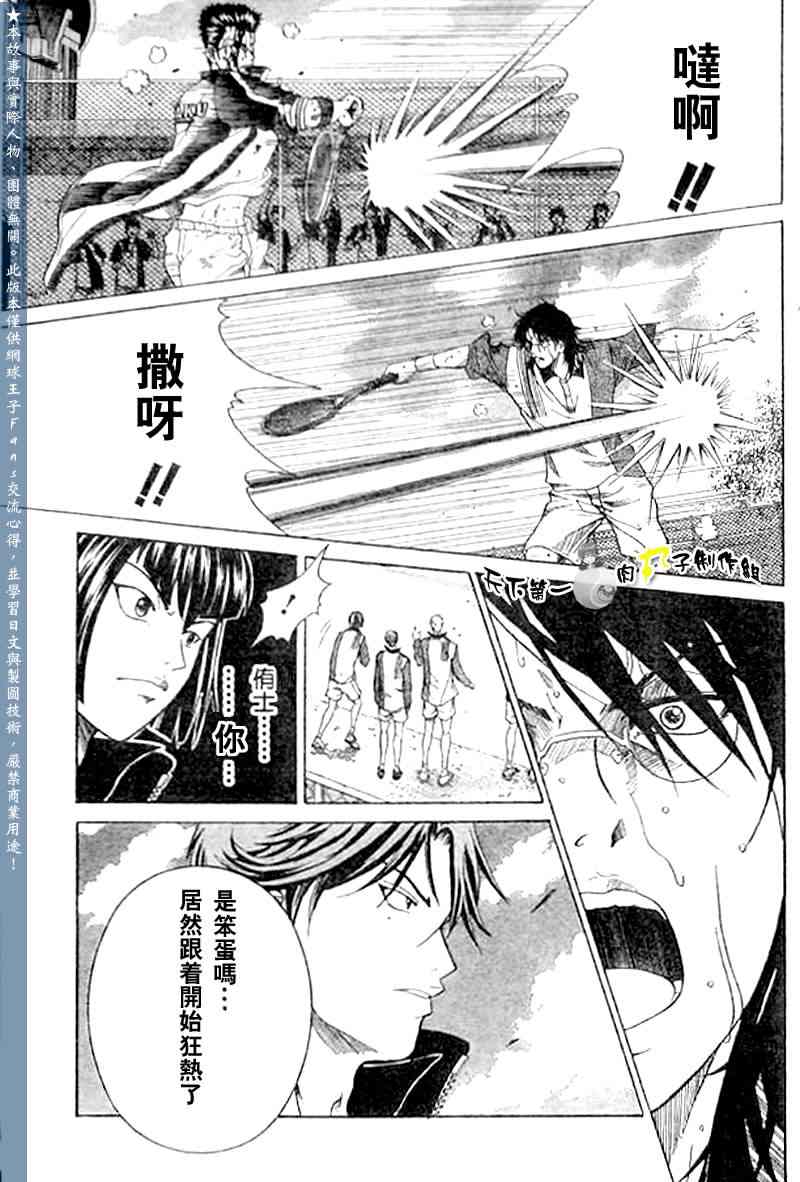 噠啊
!!
撒呀
!!
天下第一肉丸子制作組
!
侑士……
……你…
是笨蛋嗎…
居然跟着開始狂熱了
★本故事與實際人物、團體無關。此版本僅供網球王子Fans交流心得，並學習日文與製圖技術，嚴禁商業用途！